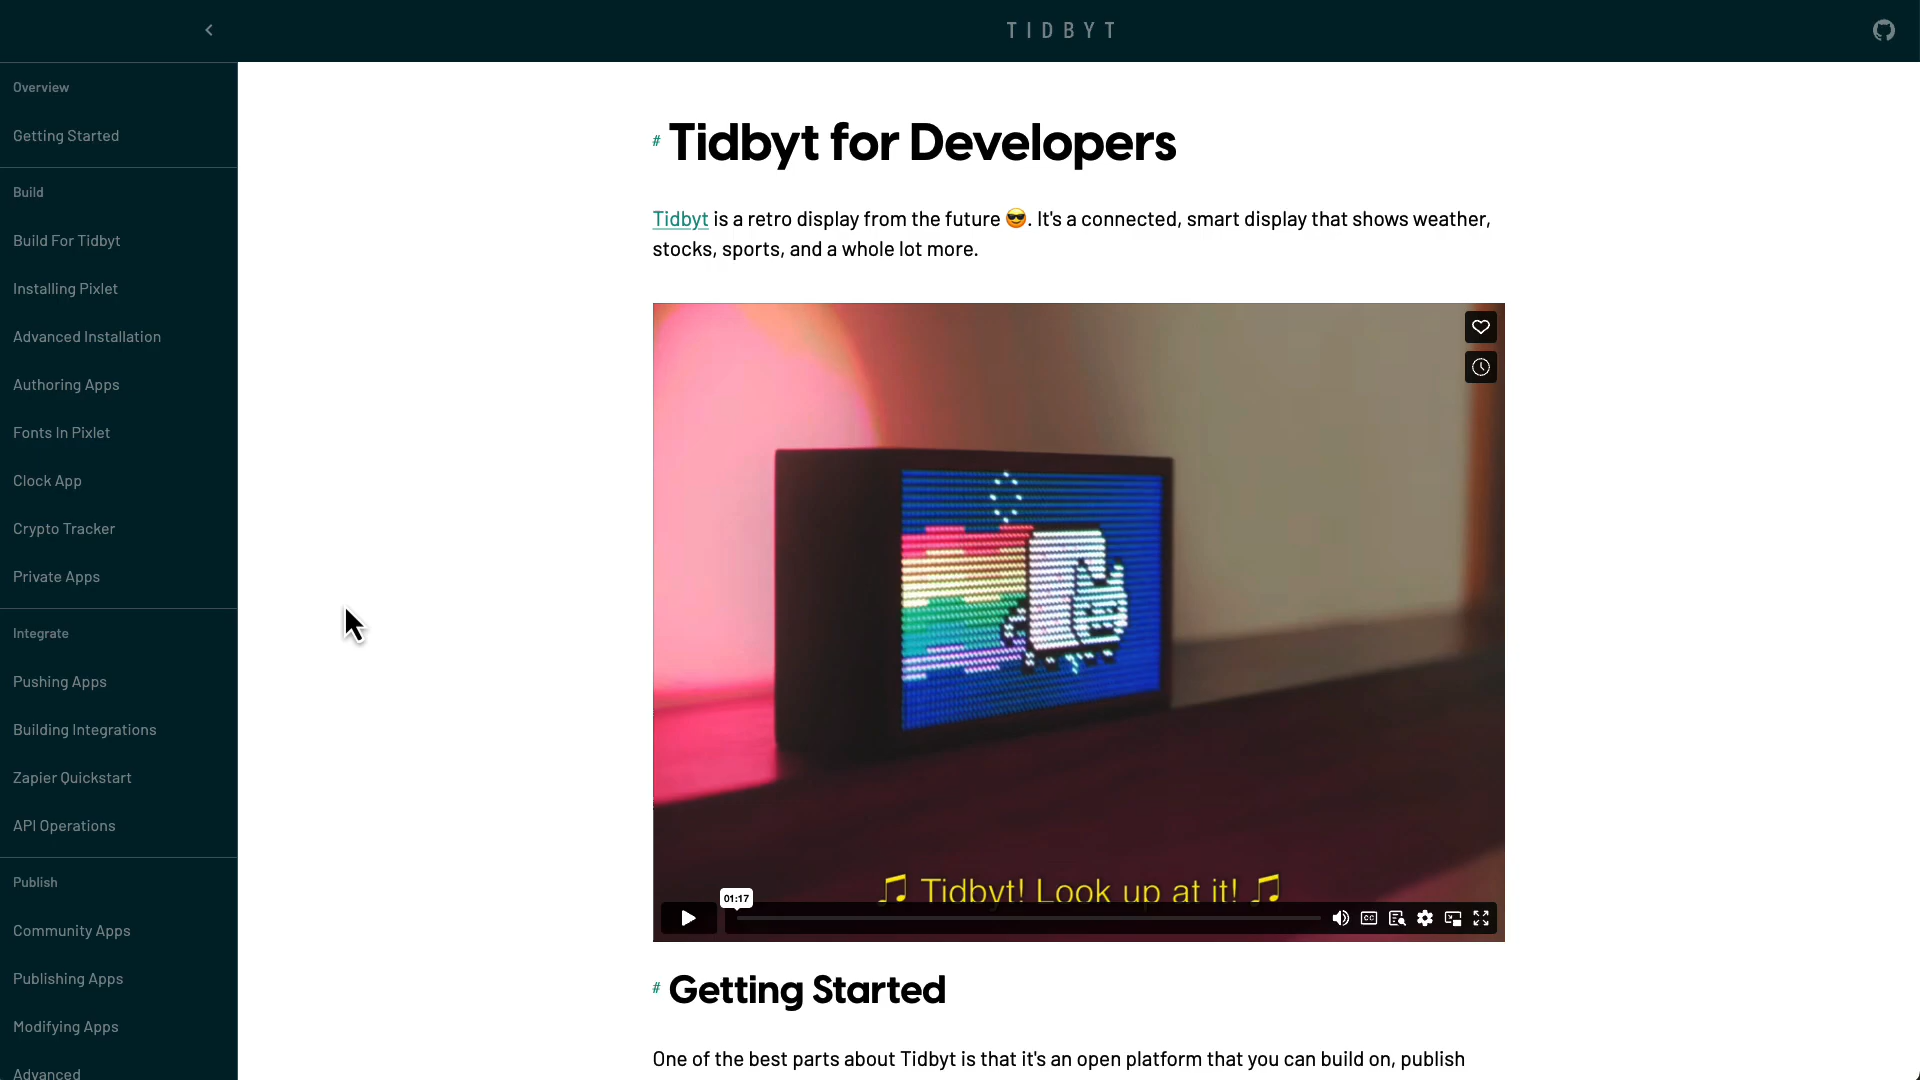 TIDBYT
Overview
Getting Started
Build
Build For Tidbyt
Installing Pixlet
Advanced Installation
Authoring Apps
Fonts In Pixlet
Clock App
Crypto Tracker
Private Apps
Integrate
Pushing Apps
Building Integrations
Zapier Quickstart
API Operations
Publish
Community Apps
Publishing Apps
Modifying Apps
Advanced
# Tidbyt for Developers
Tidbyt is a retro display from the future 😎. It's a connected, smart display that shows weather,
stocks, sports, and a whole lot more.
♫ Tidbyt! Look up at it! ♫
01:17
CC
# Getting Started
One of the best parts about Tidbyt is that it's an open platform that you can build on, publish